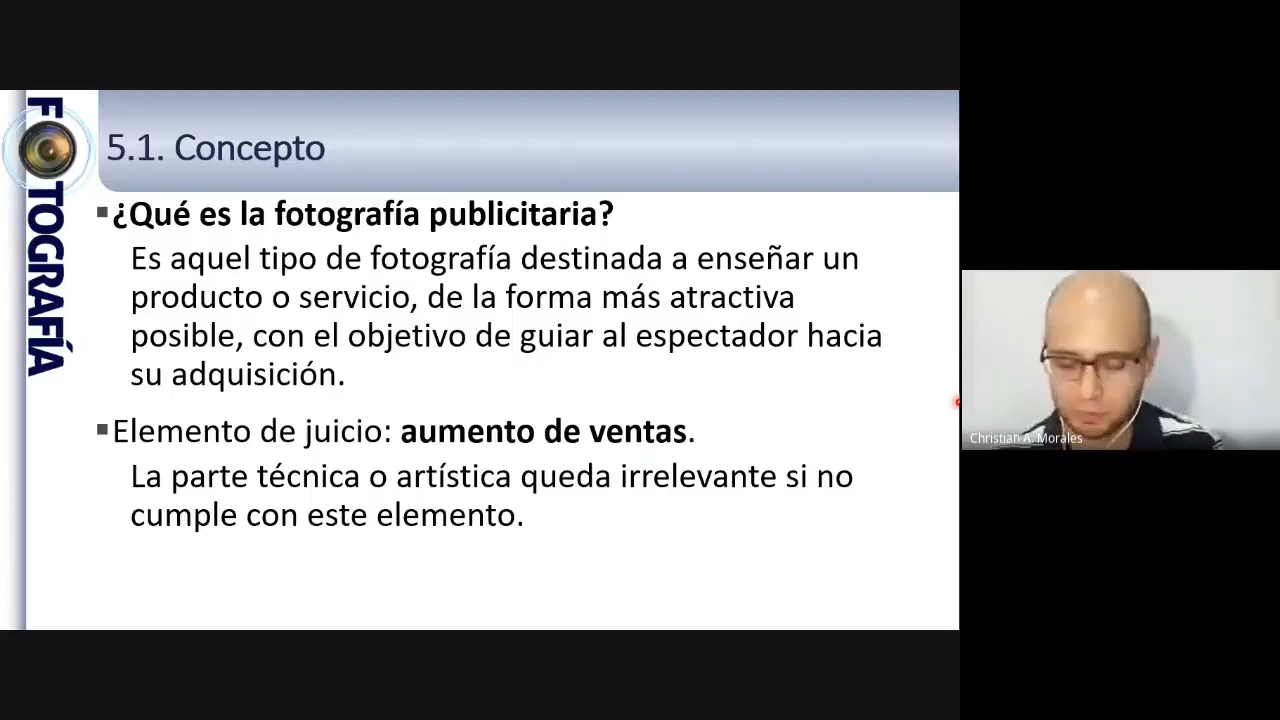 FOTOGRAFÍA
5.1. Concepto
¿Qué es la fotografía publicitaria?
Es aquel tipo de fotografía destinada a enseñar un
producto o servicio, de la forma más atractiva
posible, con el objetivo de guiar al espectador hacia
su adquisición.
Elemento de juicio: aumento de ventas.
La parte técnica o artística queda irrelevante si no
cumple con este elemento.
Christian A. Morales